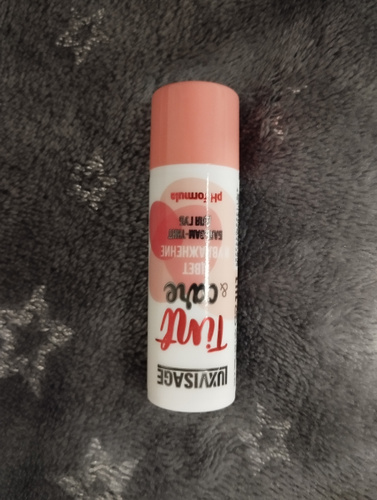 LUXVISAGE
Tint
& care
ЦВЕТ
УВЛАЖНЕНИЕ
БАЛЬЗАМ-ТИНТ
ДЛЯ ГУБ
pH formula